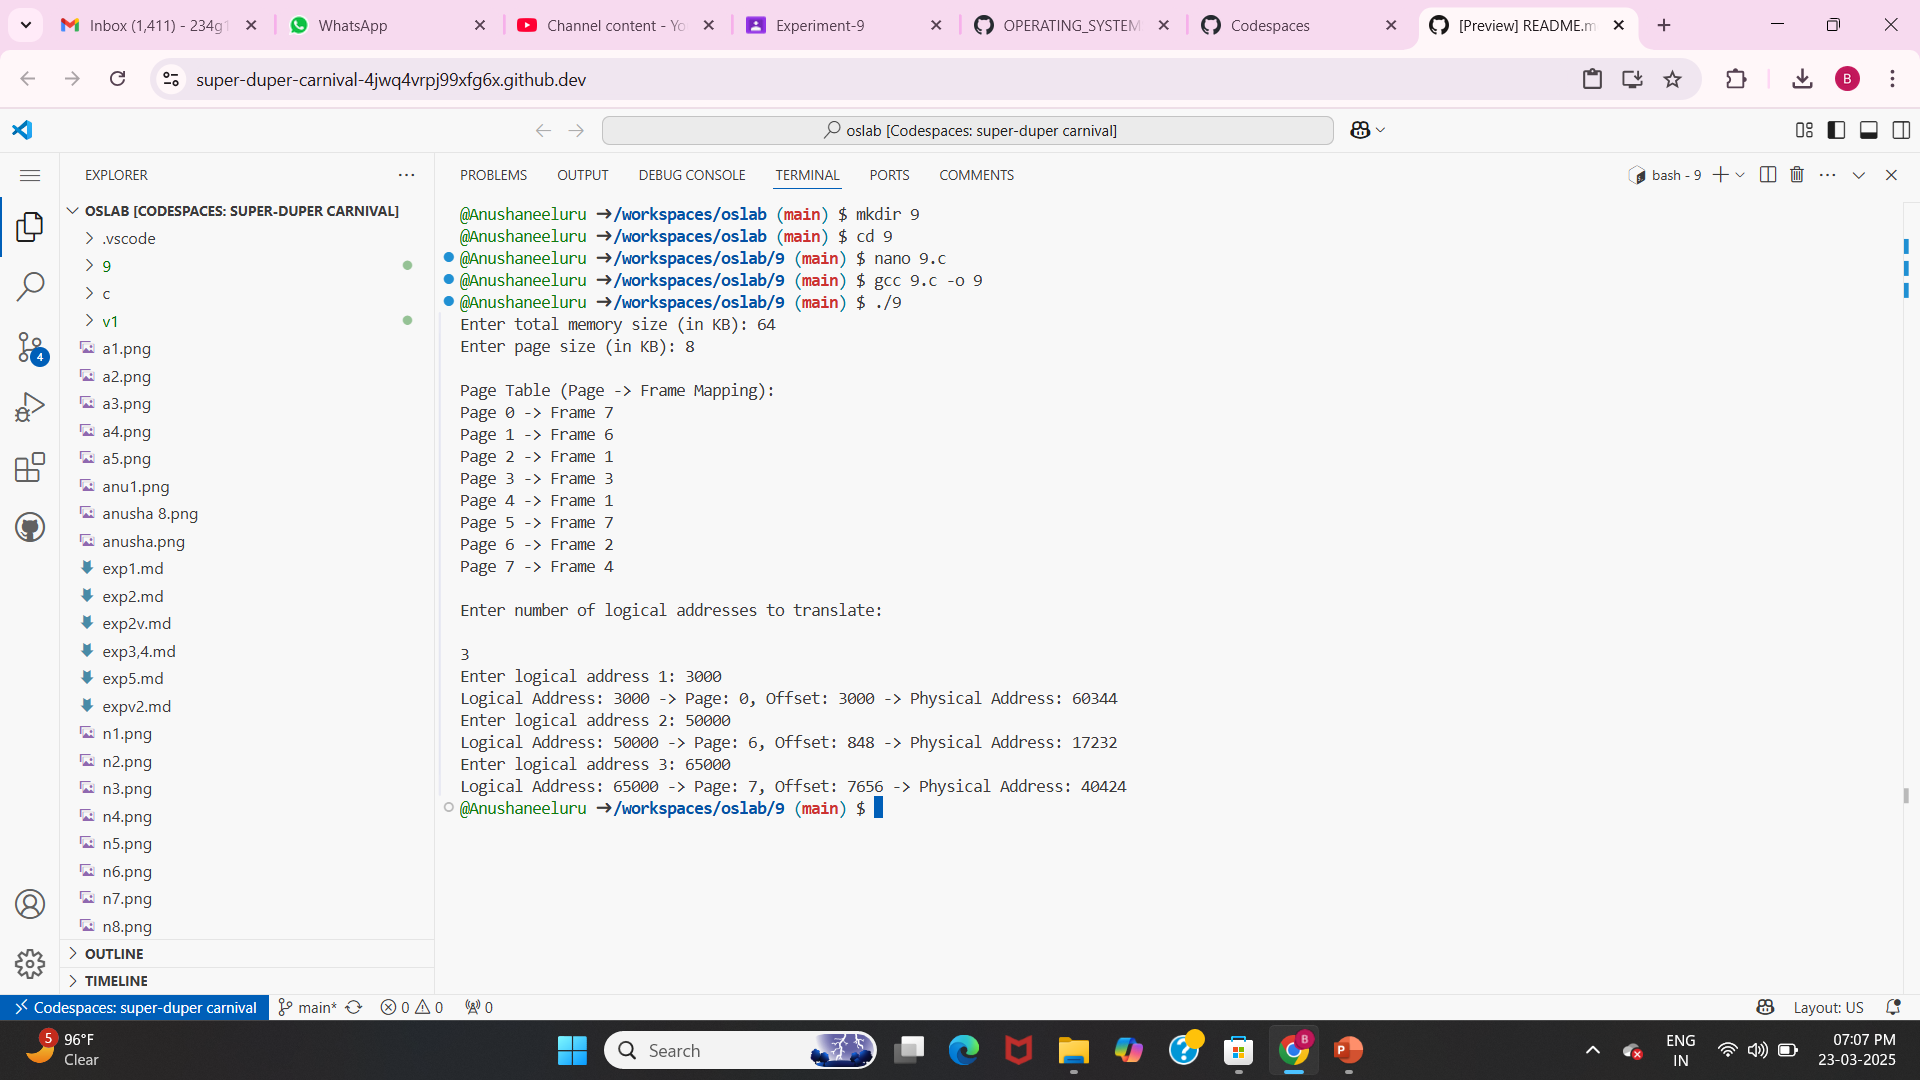 Inbox (1,411) - 234g1
WhatsApp
Channel content - Yo
Experiment-9
OPERATING_SYSTEM
Codespaces
[Preview] README.m
super-duper-carnival-4jwq4vrpj99xfg6x.github.dev
B
oslab [Codespaces: super-duper carnival]
EXPLORER
OSLAB [CODESPACES: SUPER-DUPER CARNIVAL]
.vscode
9
c
v1
a1.png
a2.png
a3.png
a4.png
a5.png
anu1.png
anusha 8.png
anusha.png
exp1.md
exp2.md
exp2v.md
exp3,4.md
exp5.md
expv2.md
n1.png
n2.png
n3.png
n4.png
n5.png
n6.png
n7.png
n8.png
OUTLINE
TIMELINE
4
PROBLEMS OUTPUT DEBUG CONSOLE TERMINAL PORTS COMMENTS
bash - 9
@Anushaneeluru ➜/workspaces/oslab (main) $ mkdir 9
@Anushaneeluru ➜/workspaces/oslab (main) $ cd 9
@Anushaneeluru ➜/workspaces/oslab/9 (main) $ nano 9.c
@Anushaneeluru ➜/workspaces/oslab/9 (main) $ gcc 9.c -o 9
@Anushaneeluru ➜/workspaces/oslab/9 (main) $ ./9
Enter total memory size (in KB): 64
Enter page size (in KB): 8
Page Table (Page -> Frame Mapping):
Page 0 -> Frame 7
Page 1 -> Frame 6
Page 2 -> Frame 1
Page 3 -> Frame 3
Page 4 -> Frame 1
Page 5 -> Frame 7
Page 6 -> Frame 2
Page 7 -> Frame 4
Enter number of logical addresses to translate:
3
Enter logical address 1: 3000
Logical Address: 3000 -> Page: 0, Offset: 3000 -> Physical Address: 60344
Enter logical address 2: 50000
Logical Address: 50000 -> Page: 6, Offset: 848 -> Physical Address: 17232
Enter logical address 3: 65000
Logical Address: 65000 -> Page: 7, Offset: 7656 -> Physical Address: 40424
@Anushaneeluru ➜/workspaces/oslab/9 (main) $
Codespaces: super-duper carnival
main*
0 0
0
Layout: US
5
96°F
Clear
Search
B
ENG
IN
07:07 PM
23-03-2025